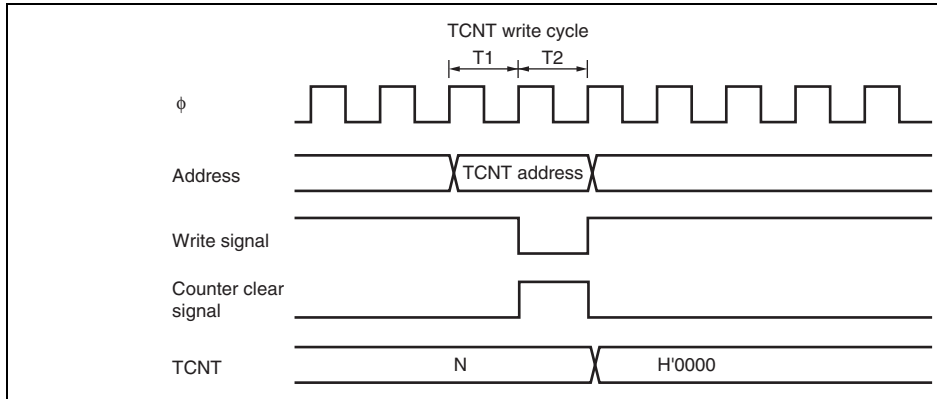 TCNT write cycle
T1 T2
ϕ
Address
TCNT address
Write signal
Counter clear
signal
TCNT
N
H'0000